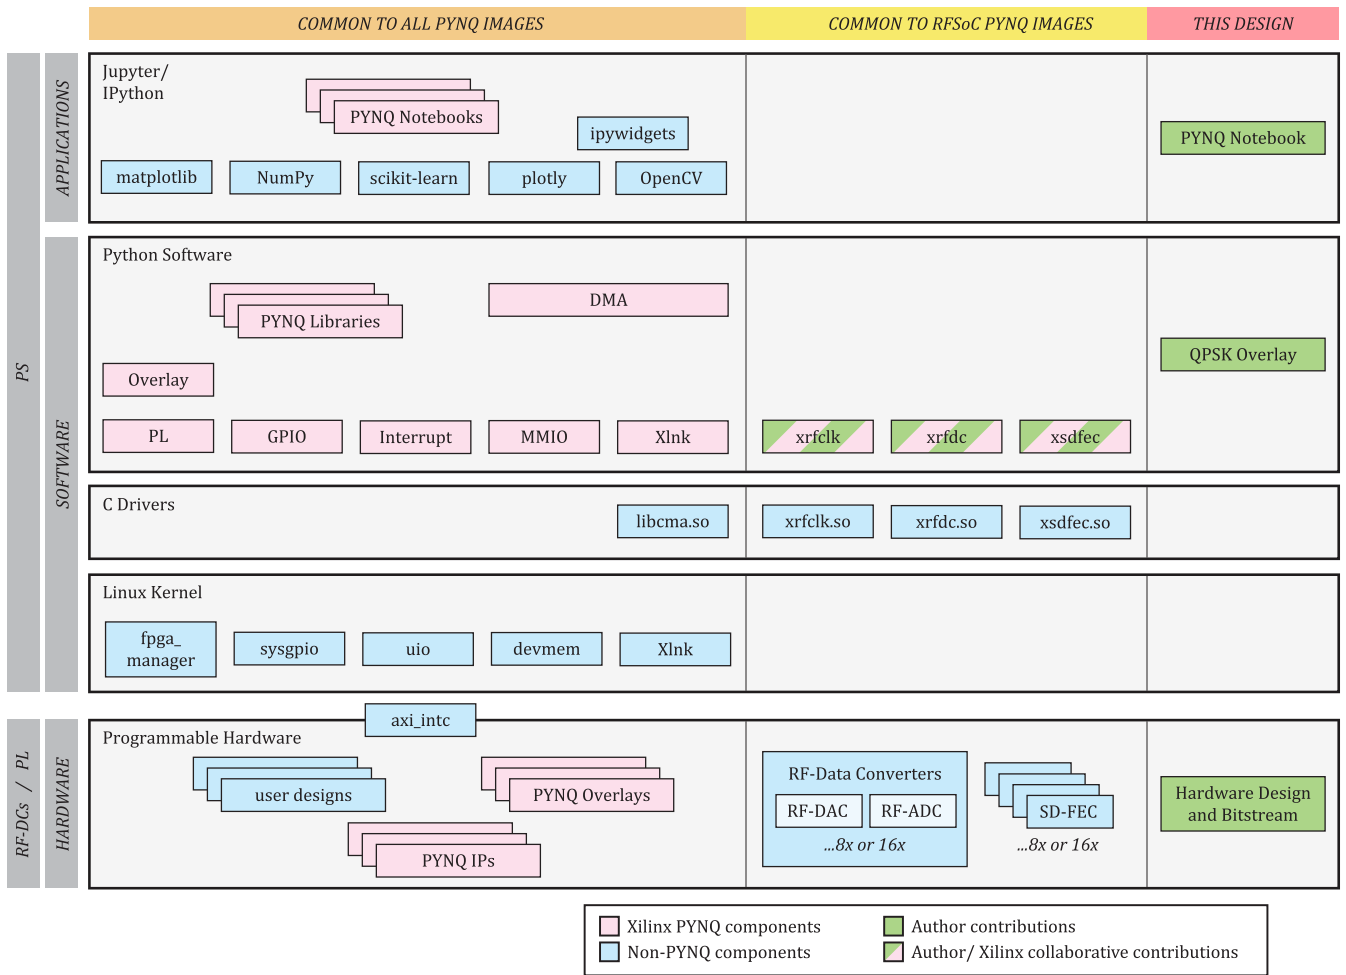 COMMON TO ALL PYNQ IMAGES
COMMON TO RFSoC PYNQ IMAGES
THIS DESIGN
PS
APPLICATIONS
Jupyter/
IPython
PYNQ Notebooks
ipywidgets
matplotlib
NumPy
scikit-learn
plotly
OpenCV
PYNQ Notebook
SOFTWARE
Python Software
PYNQ Libraries
DMA
Overlay
PL
GPIO
Interrupt
MMIO
Xlnk
xrfclk
xrfdc
xsdfec
QPSK Overlay
C Drivers
libcma.so
xrfclk.so
xrfdc.so
xsdfec.so
Linux Kernel
fpga_
manager
sysgpio
uio
devmem
Xlnk
RF-DCs / PL
HARDWARE
axi_intc
Programmable Hardware
user designs
PYNQ Overlays
PYNQ IPs
RF-Data Converters
RF-DAC
RF-ADC
...8x or 16x
SD-FEC
...8x or 16x
Hardware Design
and Bitstream
Xilinx PYNQ components
Non-PYNQ components
Author contributions
Author/ Xilinx collaborative contributions